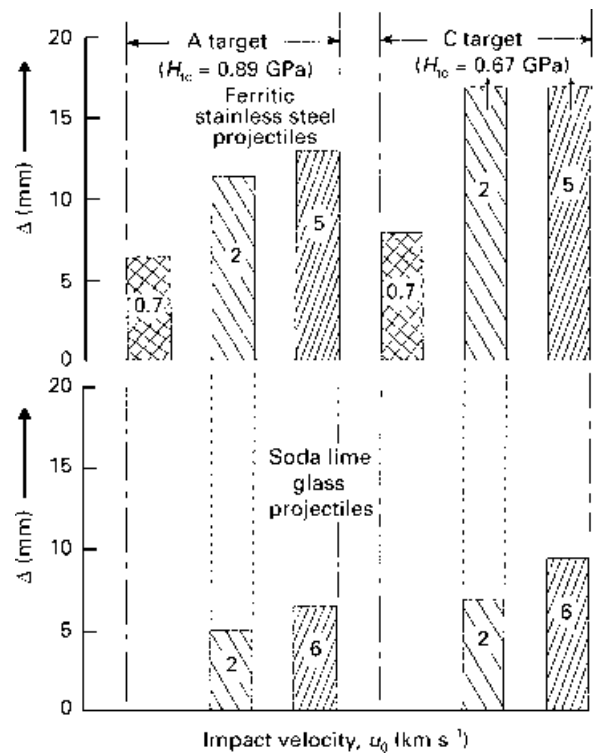 20
15
10
5
0
Δ (mm)
A target
(H_tc = 0.89 GPa)
C target
(H_tc = 0.67 GPa)
Ferritic
stainless steel
projectiles
0.7
2
5
0.7
2
5
20
15
10
5
0
Δ (mm)
Soda lime
glass
projectiles
2
6
2
6
Impact velocity, u₀ (km s⁻¹)